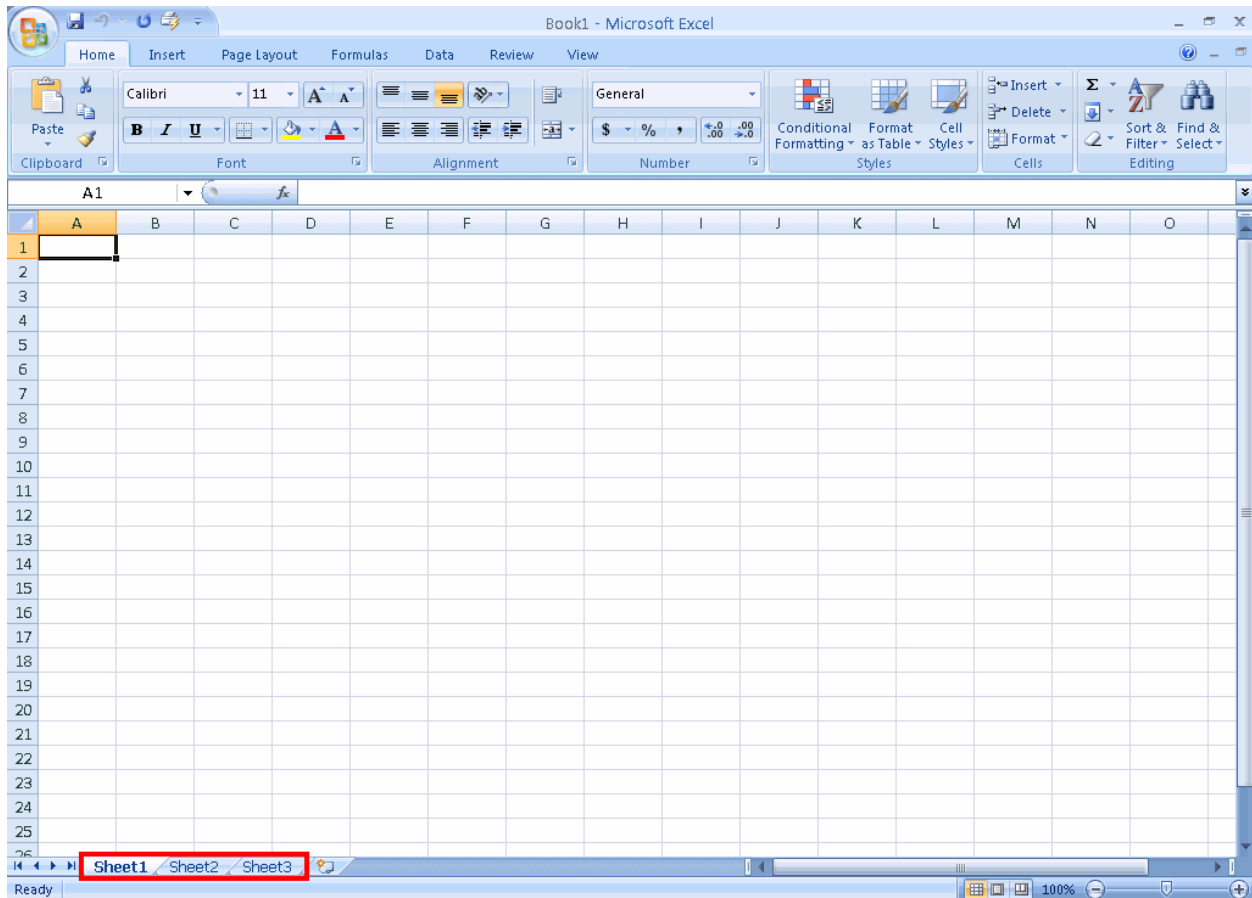 Book1 - Microsoft Excel
Home Insert Page Layout Formulas Data Review View
Calibri 11 General Insert Σ
Paste B I U A $ % , Conditional Formatting Format as Table Cell Styles Delete Sort & Filter Find & Select
Format
Clipboard Font Alignment Number Styles Cells Editing
A1 fx
A B C D E F G H I J K L M N O
1
2
3
4
5
6
7
8
9
10
11
12
13
14
15
16
17
18
19
20
21
22
23
24
25
26
Sheet1 Sheet2 Sheet3
Ready 100%